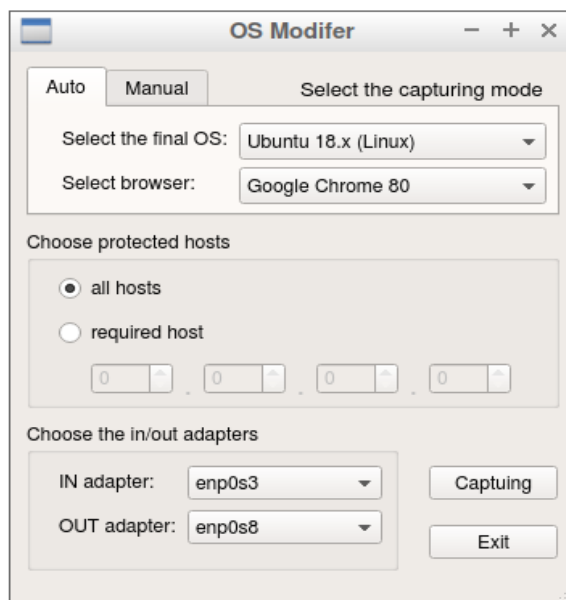 OS Modifer
Auto Manual Select the capturing mode
Select the final OS: Ubuntu 18.x (Linux)
Select browser: Google Chrome 80
Choose protected hosts
all hosts
required host
0 . 0 . 0 . 0
Choose the in/out adapters
IN adapter: enp0s3 Captuing
OUT adapter: enp0s8
Exit